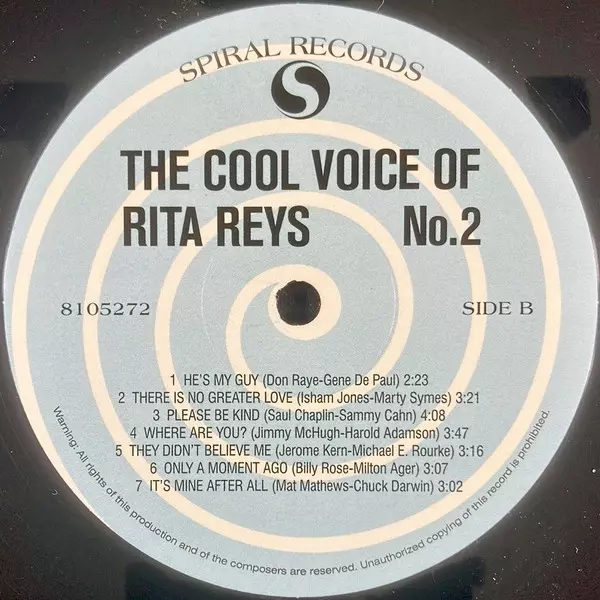 SPIRAL RECORDS
THE COOL VOICE OF
RITA REYS No.2
8105272 SIDE B
1 HE'S MY GUY (Don Raye-Gene De Paul) 2:23
2 THERE IS NO GREATER LOVE (Isham Jones-Marty Symes) 3:21
3 PLEASE BE KIND (Saul Chaplin-Sammy Cahn) 4:08
4 WHERE ARE YOU? (Jimmy McHugh-Harold Adamson) 3:47
5 THEY DIDN'T BELIEVE ME (Jerome Kern-Michael E. Rourke) 3:16
6 ONLY A MOMENT AGO (Billy Rose-Milton Ager) 3:07
7 IT'S MINE AFTER ALL (Mat Mathews-Chuck Darwin) 3:02
Warning: All rights of this production and of the composers are reserved. Unauthorized copying of this record is prohibited.